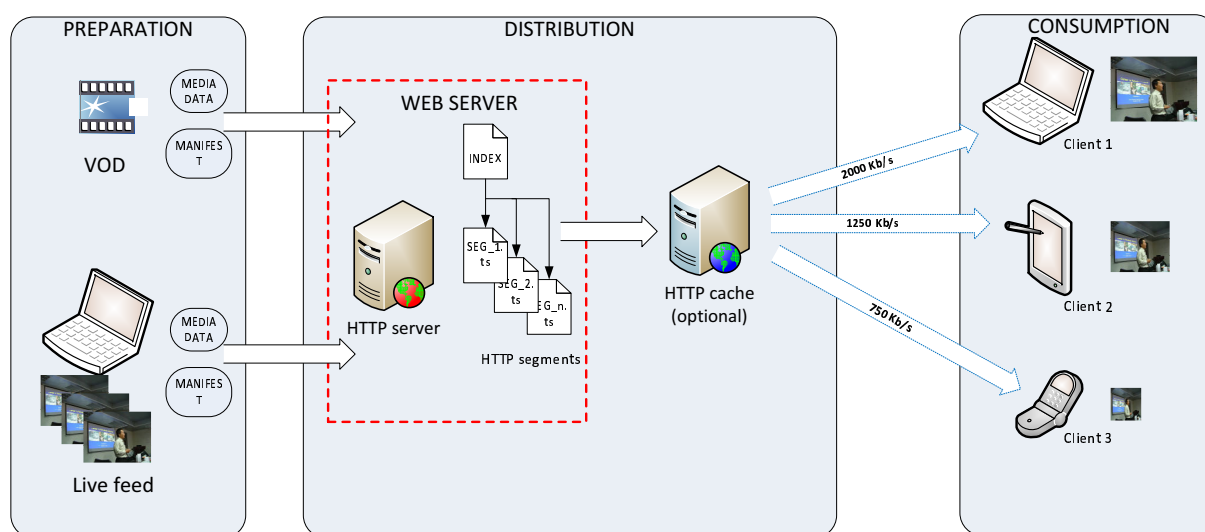 PREPARATION
MEDIA
DATA
MANIFES
T
VOD
MEDIA
DATA
MANIFES
T
Live feed
DISTRIBUTION
WEB SERVER
INDEX
SEG_1.
ts
SEG_2.
ts
SEG_n.
ts
HTTP server
HTTP segments
HTTP cache
(optional)
2000 Kb/s
1250 Kb/s
750 Kb/s
CONSUMPTION
Client 1
Client 2
Client 3